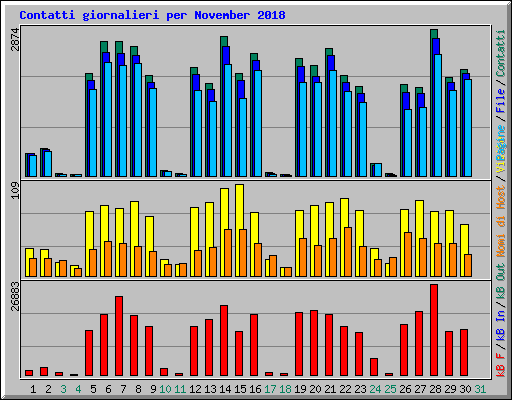 Contatti giornalieri per November 2018
2874
109
26883
kB F / kB In / kB Out Nomi di Host / Vi Pagine / File / Contatti
1 2 3 4 5 6 7 8 9 10 11 12 13 14 15 16 17 18 19 20 21 22 23 24 25 26 27 28 29 30 31